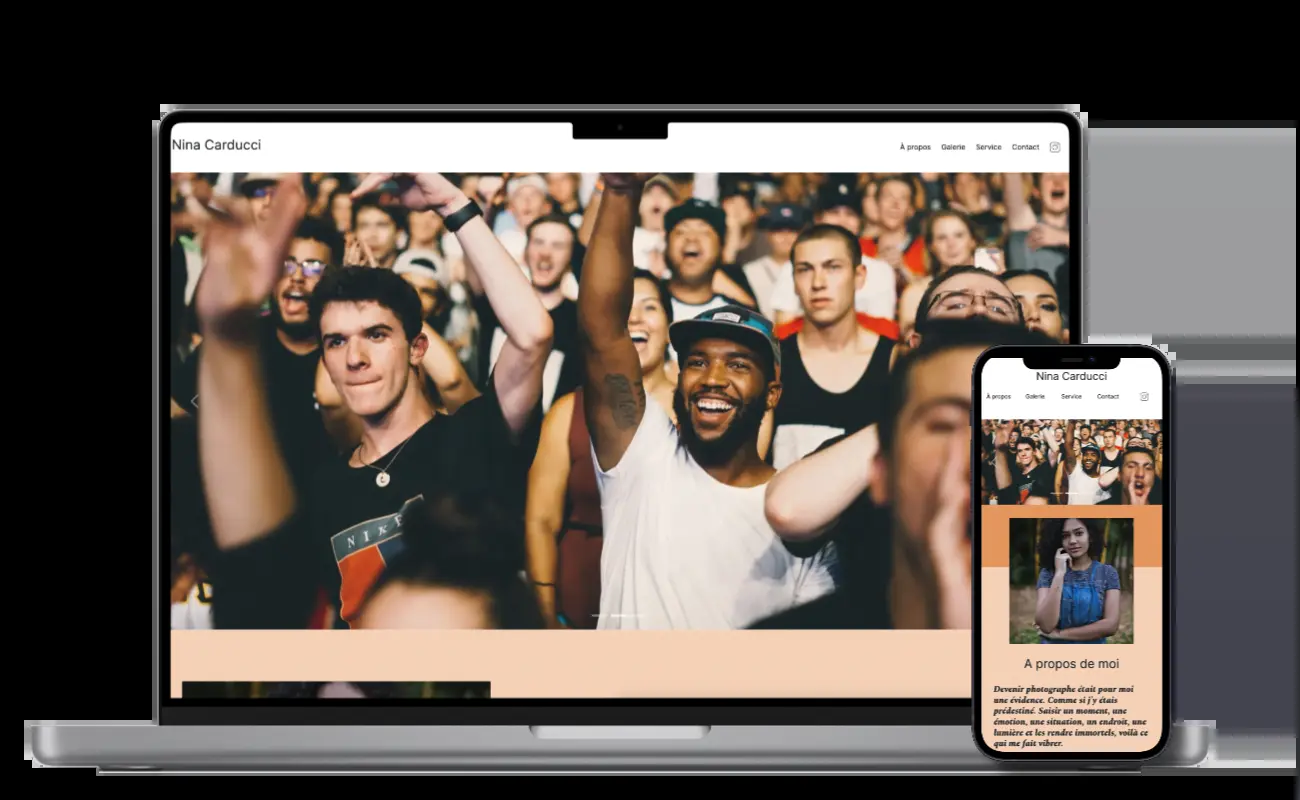 Nina Carducci
À propos Galerie Service Contact
NIKE
Nina Carducci
À propos Galerie Service Contact
A propos de moi
Devenir photographe était pour moi
une évidence. Comme si j'y étais
prédestiné. Saisir un moment, une
émotion, une situation, un endroit, une
lumière et les rendre immortels, voilà ce
qui me fait vibrer.